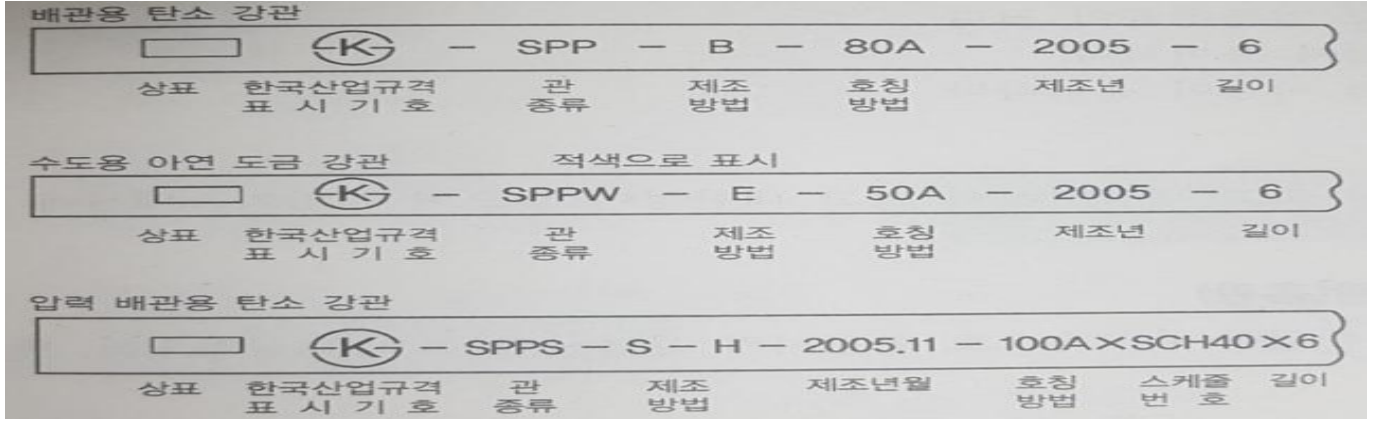 배관용 탄소 강관
K - SPP - B - 80A - 2005 - 6
상표 한국산업규격 관 제조 호칭 제조년 길이
표 시 기 호 종류 방법 방법
수도용 아연 도금 강관 적색으로 표시
K - SPPW - E - 50A - 2005 - 6
상표 한국산업규격 관 제조 호칭 제조년 길이
표 시 기 호 종류 방법 방법
압력 배관용 탄소 강관
K - SPPS - S - H - 2005.11 - 100A×SCH40×6
상표 한국산업규격 관 제조 제조년월 호칭 스케줄 길이
표 시 기 호 종류 방법 방법 번 호